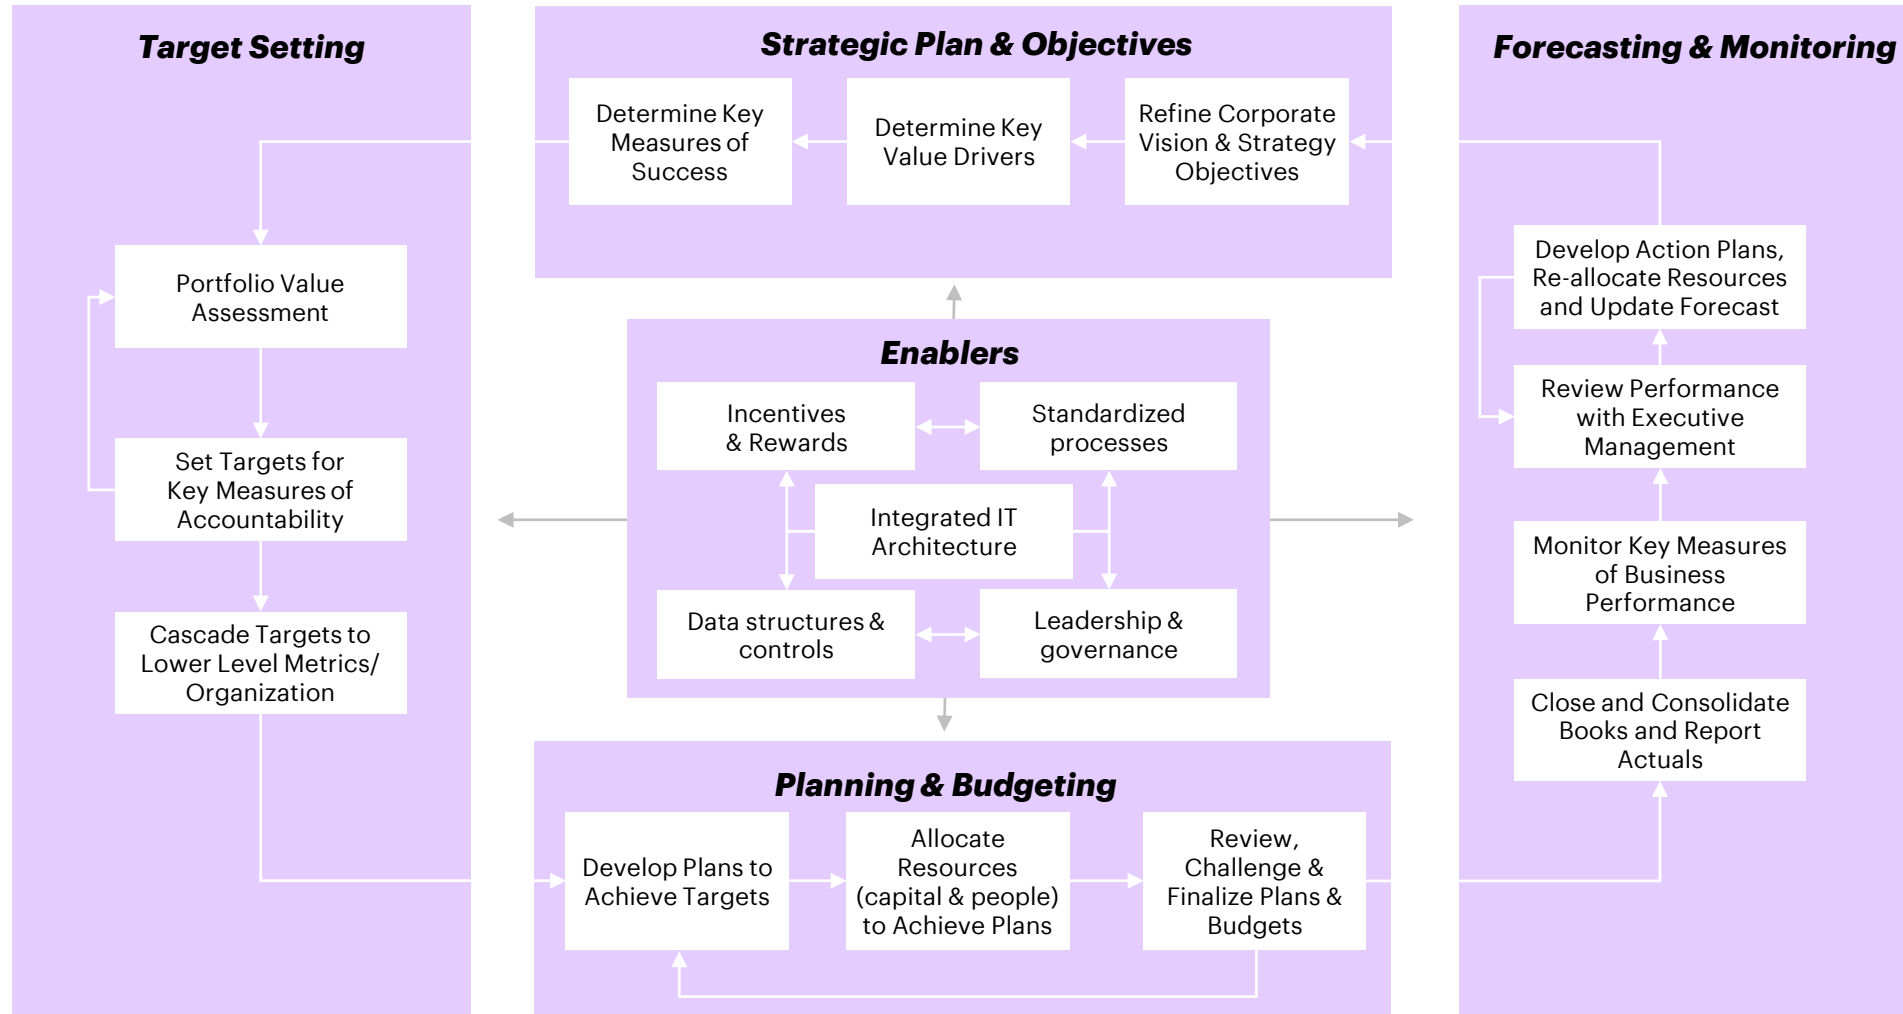 Target Setting
Portfolio Value
Assessment
Set Targets for
Key Measures of
Accountability
Cascade Targets to
Lower Level Metrics/
Organization
Strategic Plan & Objectives
Determine Key
Measures of
Success
Determine Key
Value Drivers
Refine Corporate
Vision & Strategy
Objectives
Enablers
Incentives
& Rewards
Standardized
processes
Integrated IT
Architecture
Data structures &
controls
Leadership &
governance
Planning & Budgeting
Develop Plans to
Achieve Targets
Allocate
Resources
(capital & people)
to Achieve Plans
Review,
Challenge &
Finalize Plans &
Budgets
Forecasting & Monitoring
Develop Action Plans,
Re-allocate Resources
and Update Forecast
Review Performance
with Executive
Management
Monitor Key Measures
of Business
Performance
Close and Consolidate
Books and Report
Actuals